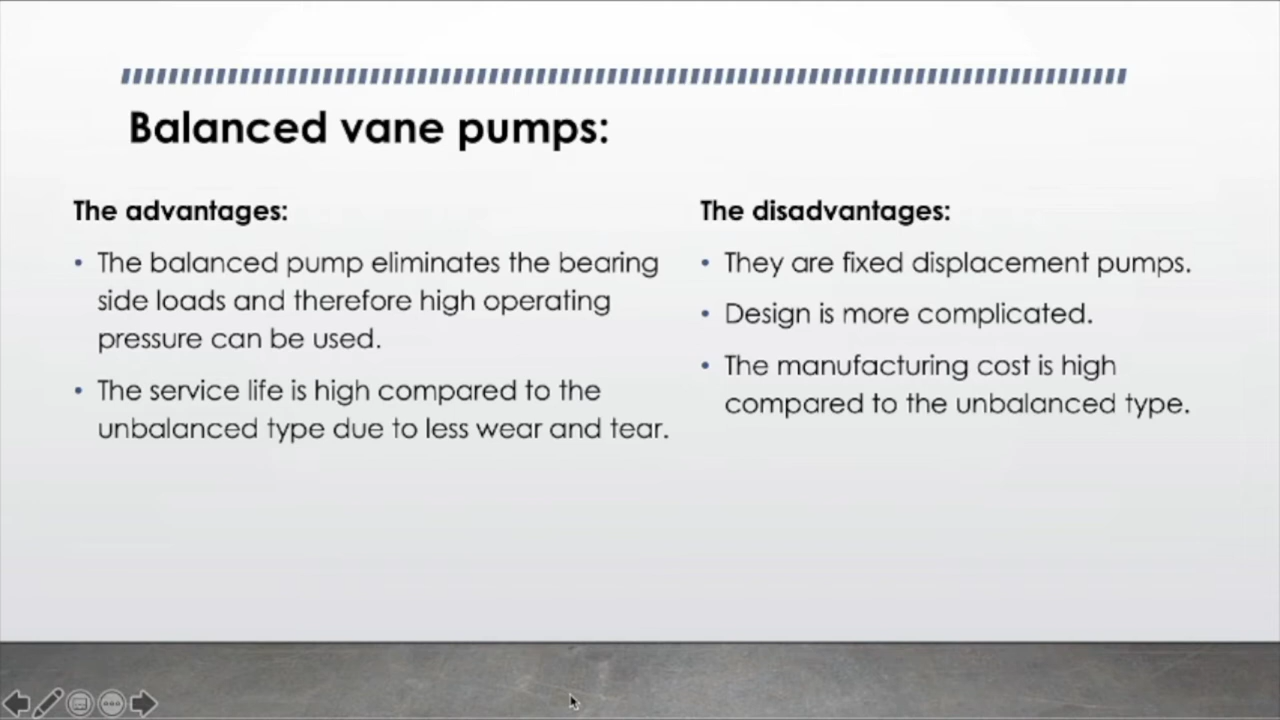 Balanced vane pumps:
The advantages:
• The balanced pump eliminates the bearing
side loads and therefore high operating
pressure can be used.
• The service life is high compared to the
unbalanced type due to less wear and tear.
The disadvantages:
• They are fixed displacement pumps.
• Design is more complicated.
• The manufacturing cost is high
compared to the unbalanced type.